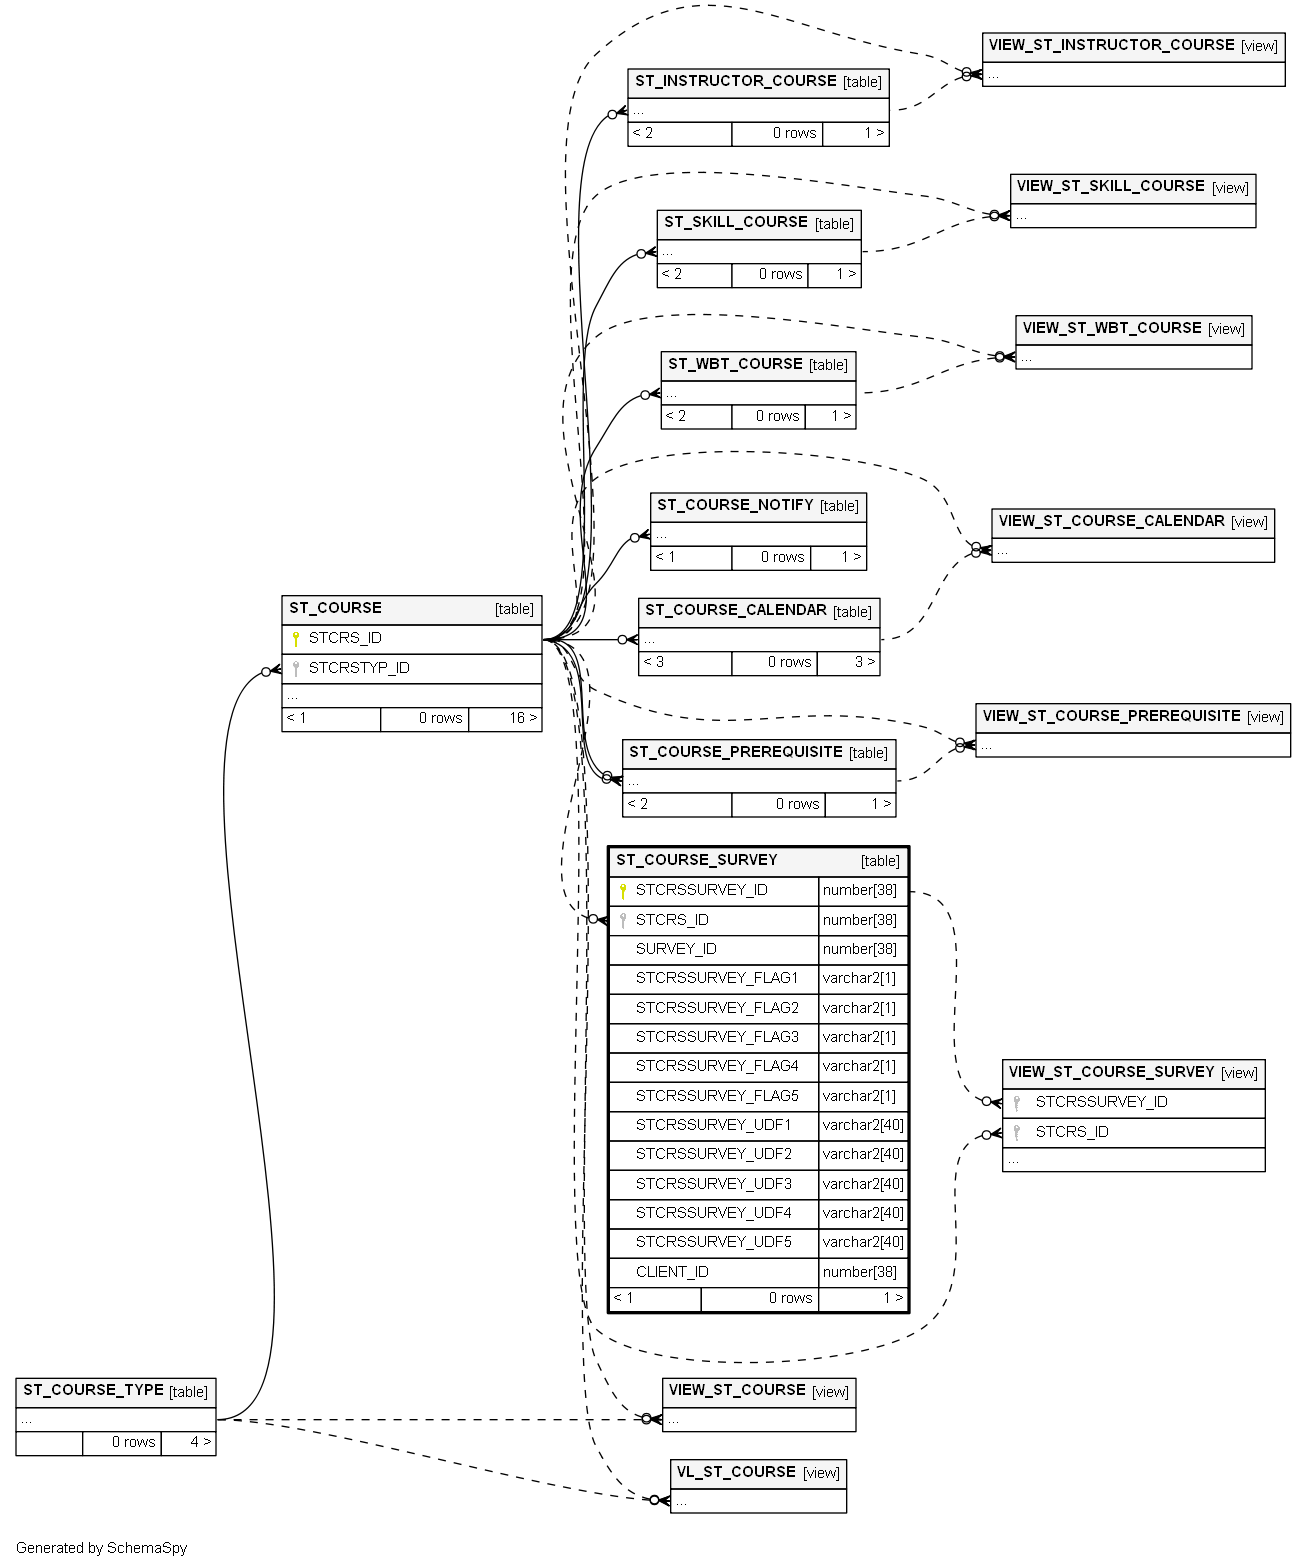 VIEW_ST_INSTRUCTOR_COURSE [view]
...
ST_INSTRUCTOR_COURSE [table]
...
< 2 0 rows 1 >
VIEW_ST_SKILL_COURSE [view]
...
ST_SKILL_COURSE [table]
...
< 2 0 rows 1 >
VIEW_ST_WBT_COURSE [view]
...
ST_WBT_COURSE [table]
...
< 2 0 rows 1 >
ST_COURSE_NOTIFY [table]
...
< 1 0 rows 1 >
VIEW_ST_COURSE_CALENDAR [view]
...
ST_COURSE_CALENDAR [table]
...
< 3 0 rows 3 >
ST_COURSE [table]
STCRS_ID
STCRSTYP_ID
...
< 1 0 rows 16 >
VIEW_ST_COURSE_PREREQUISITE [view]
...
ST_COURSE_PREREQUISITE [table]
...
< 2 0 rows 1 >
ST_COURSE_SURVEY [table]
STCRSSURVEY_ID number[38]
STCRS_ID number[38]
SURVEY_ID number[38]
STCRSSURVEY_FLAG1 varchar2[1]
STCRSSURVEY_FLAG2 varchar2[1]
STCRSSURVEY_FLAG3 varchar2[1]
STCRSSURVEY_FLAG4 varchar2[1]
STCRSSURVEY_FLAG5 varchar2[1]
STCRSSURVEY_UDF1 varchar2[40]
STCRSSURVEY_UDF2 varchar2[40]
STCRSSURVEY_UDF3 varchar2[40]
STCRSSURVEY_UDF4 varchar2[40]
STCRSSURVEY_UDF5 varchar2[40]
CLIENT_ID number[38]
< 1 0 rows 1 >
VIEW_ST_COURSE_SURVEY [view]
STCRSSURVEY_ID
STCRS_ID
...
ST_COURSE_TYPE [table]
...
0 rows 4 >
VIEW_ST_COURSE [view]
...
VL_ST_COURSE [view]
...
Generated by SchemaSpy